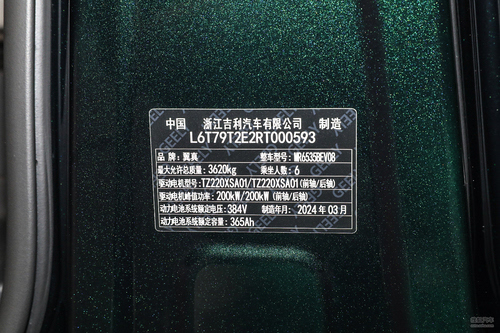 中国 浙江吉利汽车有限公司 制造
L6T79T2E2RT000593
品牌：翼真 整车型号：MR6535BEV08
最大允许总质量：3620kg 乘坐人数：6
驱动电机型号：TZ220XSA01/TZ220XSA01（前轴/后轴）
驱动电机峰值功率：200kW/200kW（前轴/后轴）
动力电池系统额定电压：384V 制造年月：2024年03月
动力电池系统额定容量：365Ah